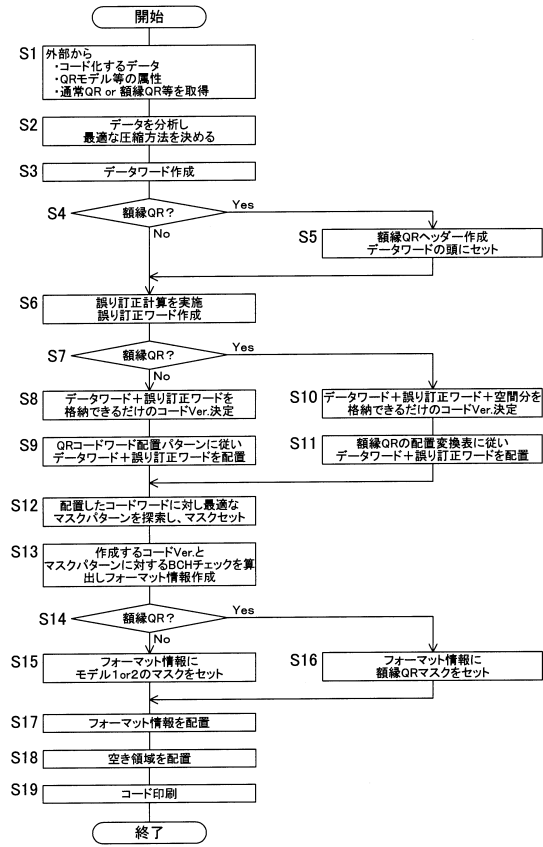 開始
S1
外部から
・コード化するデータ
・QRモデル等の属性
・通常QR or 額縁QR等を取得
S2
データを分析し
最適な圧縮方法を決める
S3
データワード作成
S4
額縁QR？
Yes
No
S5
額縁QRヘッダー作成
データワードの頭にセット
S6
誤り訂正計算を実施
誤り訂正ワード作成
S7
額縁QR？
Yes
No
S8
データワード＋誤り訂正ワードを
格納できるだけのコードVer.決定
S10
データワード＋誤り訂正ワード＋空間分を
格納できるだけのコードVer.決定
S9
QRコードワード配置パターンに従い
データワード＋誤り訂正ワードを配置
S11
額縁QRの配置変換表に従い
データワード＋誤り訂正ワードを配置
S12
配置したコードワードに対し最適な
マスクパターンを探索し、マスクセット
S13
作成するコードVer.と
マスクパターンに対するBCHチェックを算
出しフォーマット情報作成
S14
額縁QR？
Yes
No
S15
フォーマット情報に
モデル1or2のマスクをセット
S16
フォーマット情報に
額縁QRマスクをセット
S17
フォーマット情報を配置
S18
空き領域を配置
S19
コード印刷
終了